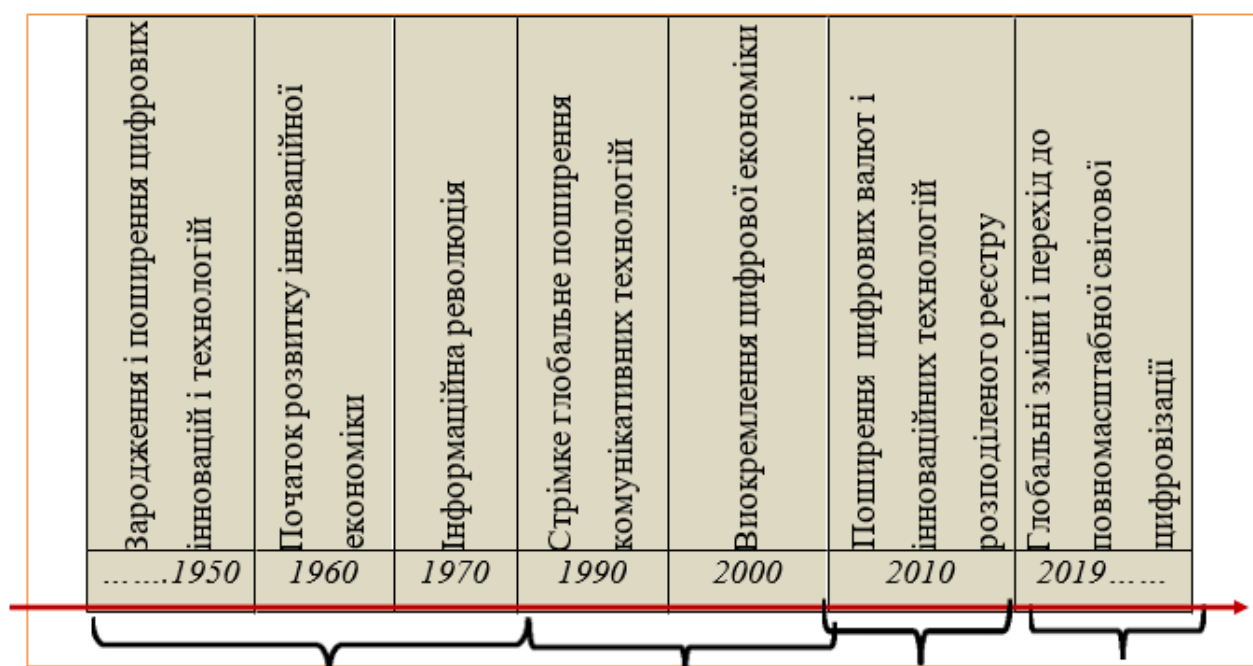 Зародження і поширення цифрових
інновацій і технологій
Початок розвитку інноваційної
економіки
Інформаційна революція
Стрімке глобальне поширення
комунікативних технологій
Виокремлення цифрової економіки
Поширення цифрових валют і
інноваційних технологій
розподіленого реєстру
Глобальні зміни і перехід до
повномасштабної світової
цифровізації
........1950
1960
1970
1990
2000
2010
2019......